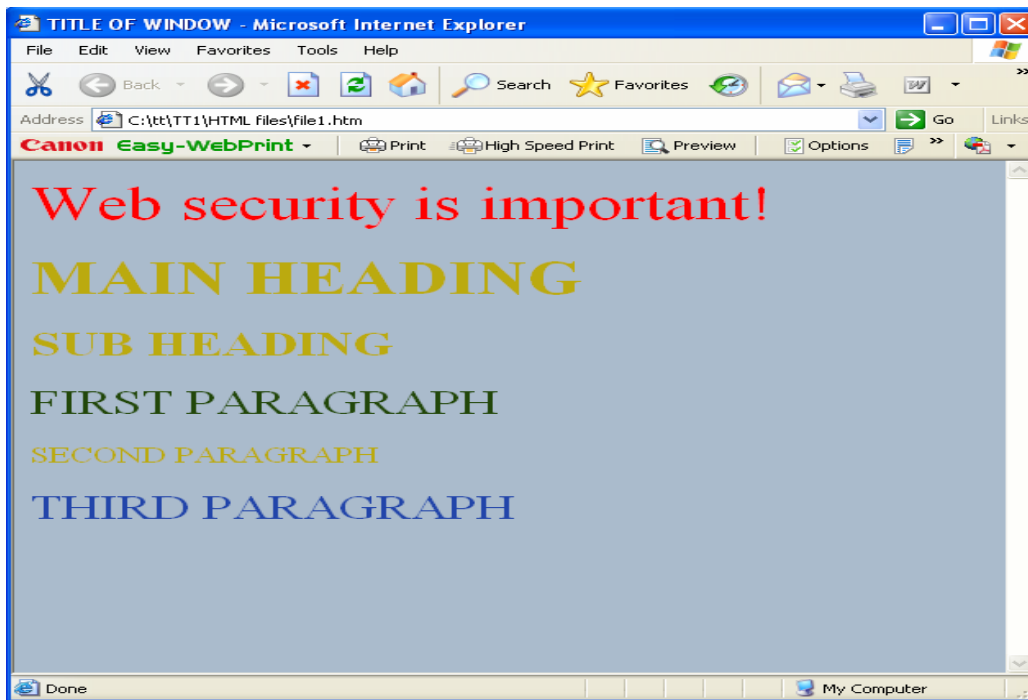 TITLE OF WINDOW - Microsoft Internet Explorer
File Edit View Favorites Tools Help
Back Search Favorites W »
Address C:\tt\TT1\HTML files\file1.htm Go Links
Canon Easy-WebPrint Print High Speed Print Preview Options »
Web security is important!
MAIN HEADING
SUB HEADING
FIRST PARAGRAPH
SECOND PARAGRAPH
THIRD PARAGRAPH
Done My Computer